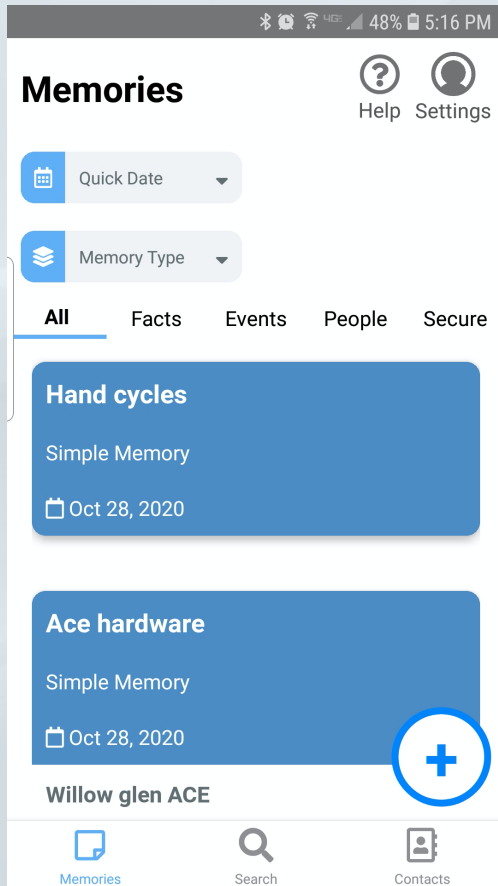 4GE 48% 5:16 PM
Memories
Help Settings
Quick Date
Memory Type
All Facts Events People Secure
Hand cycles
Simple Memory
Oct 28, 2020
Ace hardware
Simple Memory
Oct 28, 2020
+
Willow glen ACE
Memories Search Contacts